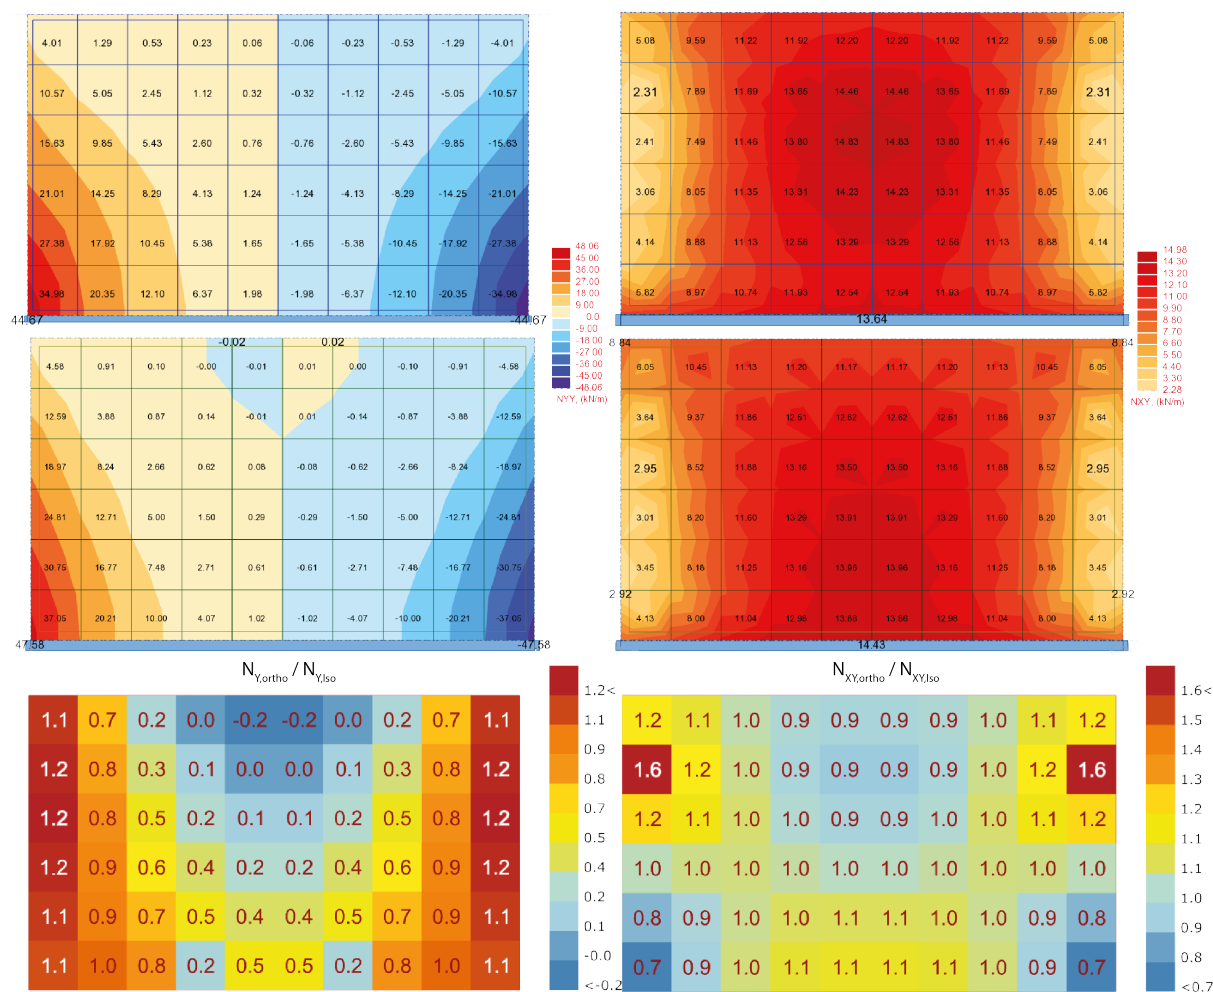 4.01 1.29 0.53 0.23 0.06 -0.06 -0.23 -0.53 -1.29 -4.01
10.57 5.05 2.45 1.12 0.32 -0.32 -1.12 -2.45 -5.05 -10.57
15.63 9.85 5.43 2.60 0.76 -0.76 -2.60 -5.43 -9.85 -15.63
21.01 14.25 8.29 4.13 1.24 -1.24 -4.13 -8.29 -14.25 -21.01
27.38 17.92 10.45 5.38 1.65 -1.65 -5.38 -10.45 -17.92 -27.38
34.98 20.35 12.10 6.37 1.98 -1.98 -6.37 -12.10 -20.35 -34.98
44.67 -44.67
48.06
45.00
36.00
27.00
18.00
9.00
0.0
-9.00
-18.00
-27.00
-36.00
-45.00
-48.06
NYY, (kN/m)
5.08 9.59 11.22 11.92 12.20 12.20 11.92 11.22 9.59 5.08
2.31 7.89 11.69 13.65 14.46 14.46 13.65 11.69 7.89 2.31
2.41 7.49 11.46 13.80 14.83 14.83 13.80 11.46 7.49 2.41
3.06 8.05 11.35 13.31 14.23 14.23 13.31 11.35 8.05 3.06
4.14 8.88 11.13 12.56 13.29 13.29 12.56 11.13 8.88 4.14
5.82 8.97 10.74 11.93 12.54 12.54 11.93 10.74 8.97 5.82
13.64
14.98
14.30
13.20
12.10
11.00
9.90
8.80
7.70
6.60
5.50
4.40
3.30
2.28
NXY, (kN/m)
-0.02 0.02
4.58 0.91 0.10 -0.00 -0.01 0.01 0.00 -0.10 -0.91 -4.58
12.59 3.88 0.87 0.14 -0.01 0.01 -0.14 -0.87 -3.88 -12.59
18.97 8.24 2.66 0.62 0.08 -0.08 -0.62 -2.66 -8.24 -18.97
24.81 12.71 5.00 1.50 0.29 -0.29 -1.50 -5.00 -12.71 -24.81
30.75 16.77 7.48 2.71 0.61 -0.61 -2.71 -7.48 -16.77 -30.75
37.05 20.21 10.00 4.07 1.02 -1.02 -4.07 -10.00 -20.21 -37.05
47.58 -47.58
8.84 8.84
6.05 10.45 11.13 11.20 11.17 11.17 11.20 11.13 10.45 6.05
3.64 9.37 11.86 12.51 12.62 12.62 12.51 11.86 9.37 3.64
2.95 8.52 11.88 13.16 13.50 13.50 13.16 11.88 8.52 2.95
3.01 8.20 11.60 13.29 13.91 13.91 13.29 11.60 8.20 3.01
3.45 8.18 11.25 13.16 13.96 13.96 13.16 11.25 8.18 3.45
2.92 2.92
4.13 8.00 11.04 12.98 13.86 13.86 12.98 11.04 8.00 4.13
14.43
NY,ortho / NY,Iso
1.1 0.7 0.2 0.0 -0.2 -0.2 0.0 0.2 0.7 1.1
1.2 0.8 0.3 0.1 0.0 0.0 0.1 0.3 0.8 1.2
1.2 0.8 0.5 0.2 0.1 0.1 0.2 0.5 0.8 1.2
1.2 0.9 0.6 0.4 0.2 0.2 0.4 0.6 0.9 1.2
1.1 0.9 0.7 0.5 0.4 0.4 0.5 0.7 0.9 1.1
1.1 1.0 0.8 0.2 0.5 0.5 0.2 0.8 1.0 1.1
1.2<
1.1
0.9
0.8
0.7
0.5
0.4
0.2
0.1
-0.0
<-0.2
NXY,ortho / NXY,Iso
1.2 1.1 1.0 0.9 0.9 0.9 0.9 1.0 1.1 1.2
1.6 1.2 1.0 0.9 0.9 0.9 0.9 1.0 1.2 1.6
1.2 1.1 1.0 1.0 0.9 0.9 1.0 1.0 1.1 1.2
1.0 1.0 1.0 1.0 1.0 1.0 1.0 1.0 1.0 1.0
0.8 0.9 1.0 1.0 1.1 1.1 1.0 1.0 0.9 0.8
0.7 0.9 1.0 1.1 1.1 1.1 1.1 1.0 0.9 0.7
1.6<
1.5
1.4
1.3
1.2
1.1
1.1
1.0
0.9
0.8
<0.7